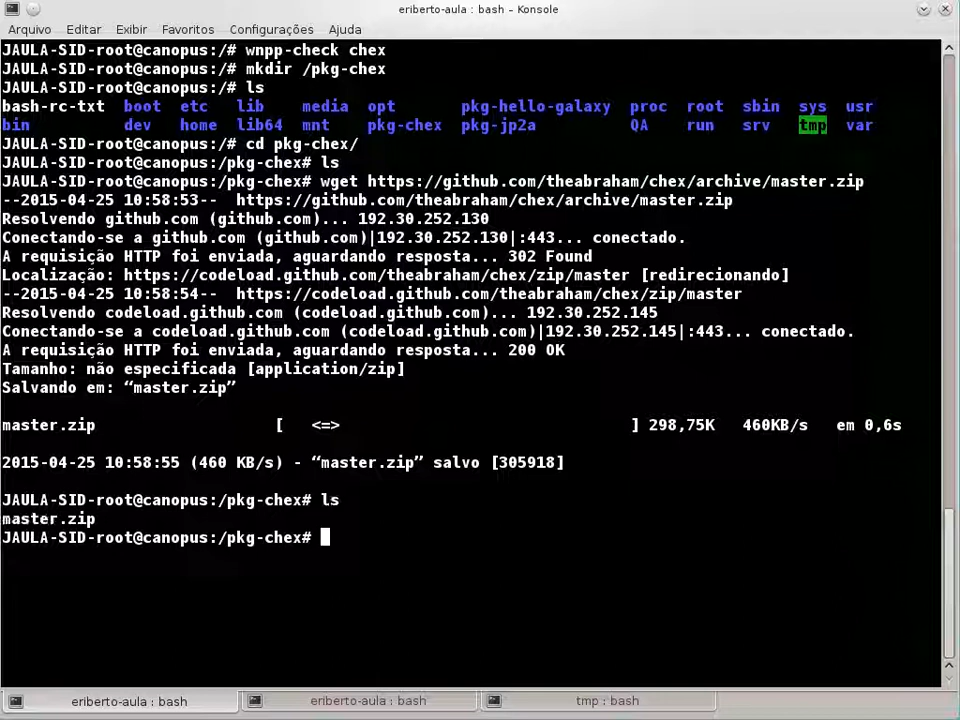 eriberto-aula : bash – Konsole
Arquivo Editar Exibir Favoritos Configurações Ajuda
JAULA-SID-root@canopus:/# wnpp-check chex
JAULA-SID-root@canopus:/# mkdir /pkg-chex
JAULA-SID-root@canopus:/# ls
bash-rc-txt boot etc lib media opt pkg-hello-galaxy proc root sbin sys usr
bin dev home lib64 mnt pkg-chex pkg-jp2a QA run srv tmp var
JAULA-SID-root@canopus:/# cd pkg-chex/
JAULA-SID-root@canopus:/pkg-chex# ls
JAULA-SID-root@canopus:/pkg-chex# wget https://github.com/theabraham/chex/archive/master.zip
--2015-04-25 10:58:53-- https://github.com/theabraham/chex/archive/master.zip
Resolvendo github.com (github.com)... 192.30.252.130
Conectando-se a github.com (github.com)|192.30.252.130|:443... conectado.
A requisição HTTP foi enviada, aguardando resposta... 302 Found
Localização: https://codeload.github.com/theabraham/chex/zip/master [redirecionando]
--2015-04-25 10:58:54-- https://codeload.github.com/theabraham/chex/zip/master
Resolvendo codeload.github.com (codeload.github.com)... 192.30.252.145
Conectando-se a codeload.github.com (codeload.github.com)|192.30.252.145|:443... conectado.
A requisição HTTP foi enviada, aguardando resposta... 200 OK
Tamanho: não especificada [application/zip]
Salvando em: “master.zip”
master.zip [ <=> ] 298,75K 460KB/s em 0,6s
2015-04-25 10:58:55 (460 KB/s) - “master.zip” salvo [305918]
JAULA-SID-root@canopus:/pkg-chex# ls
master.zip
JAULA-SID-root@canopus:/pkg-chex#
eriberto-aula : bash eriberto-aula : bash tmp : bash